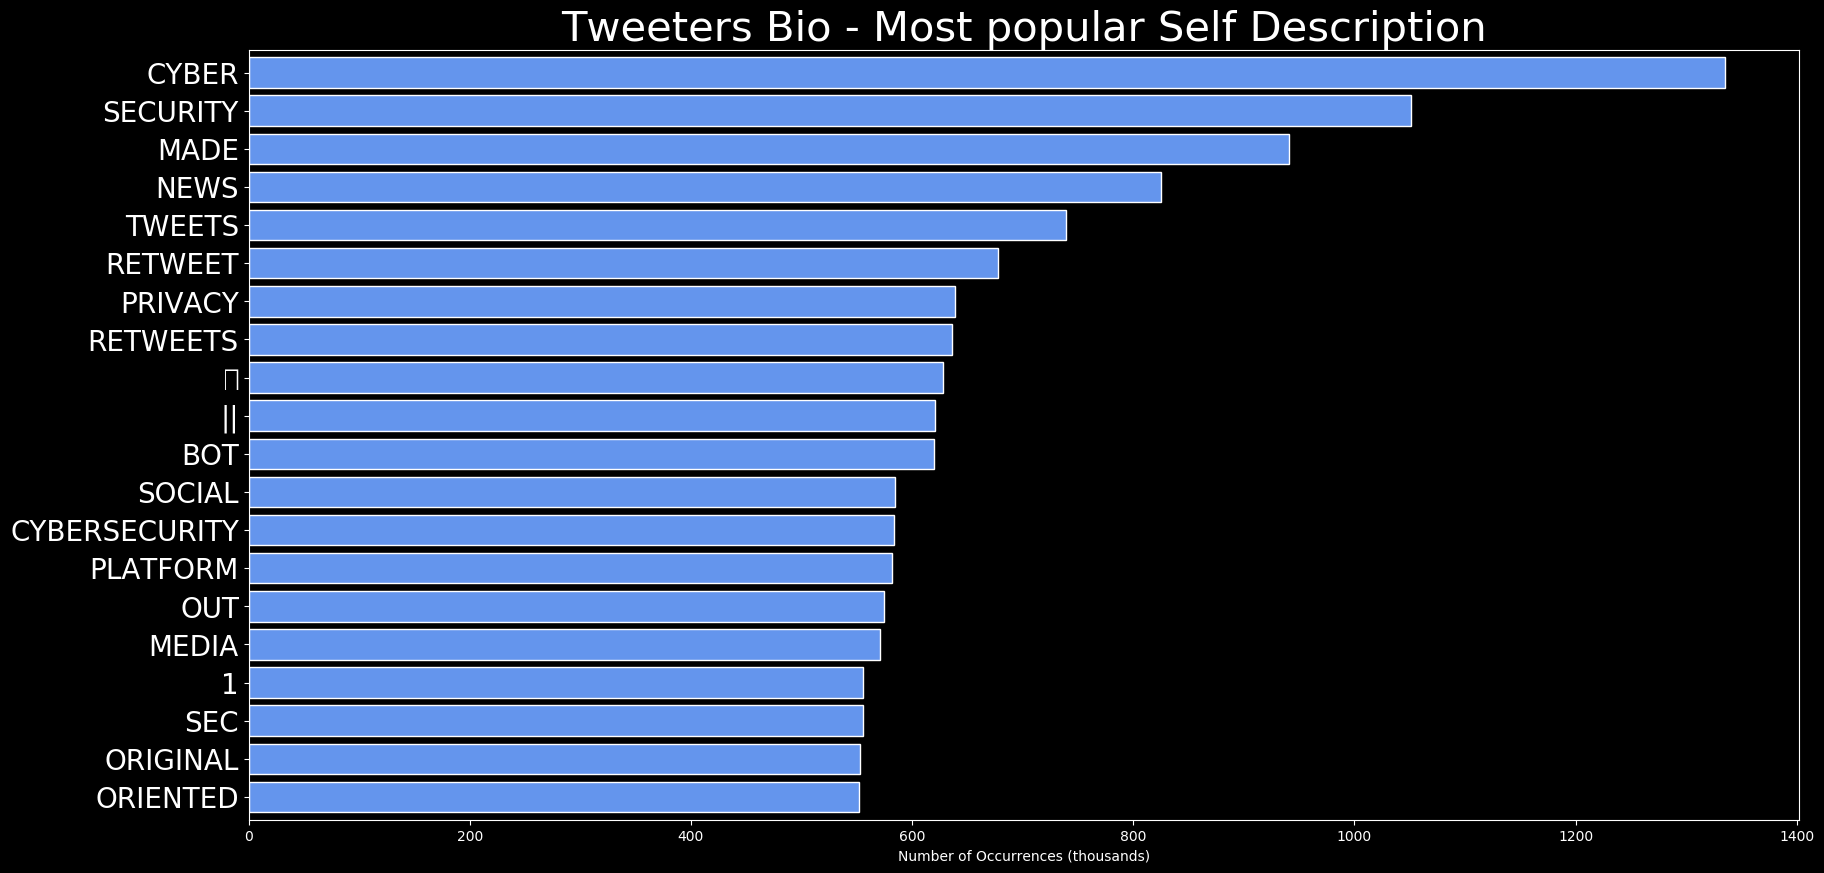 Tweeters Bio - Most popular Self Description
CYBER
SECURITY
MADE
NEWS
TWEETS
RETWEET
PRIVACY
RETWEETS
||
BOT
SOCIAL
CYBERSECURITY
PLATFORM
OUT
MEDIA
1
SEC
ORIGINAL
ORIENTED
0 200 400 600 800 1000 1200 1400
Number of Occurrences (thousands)